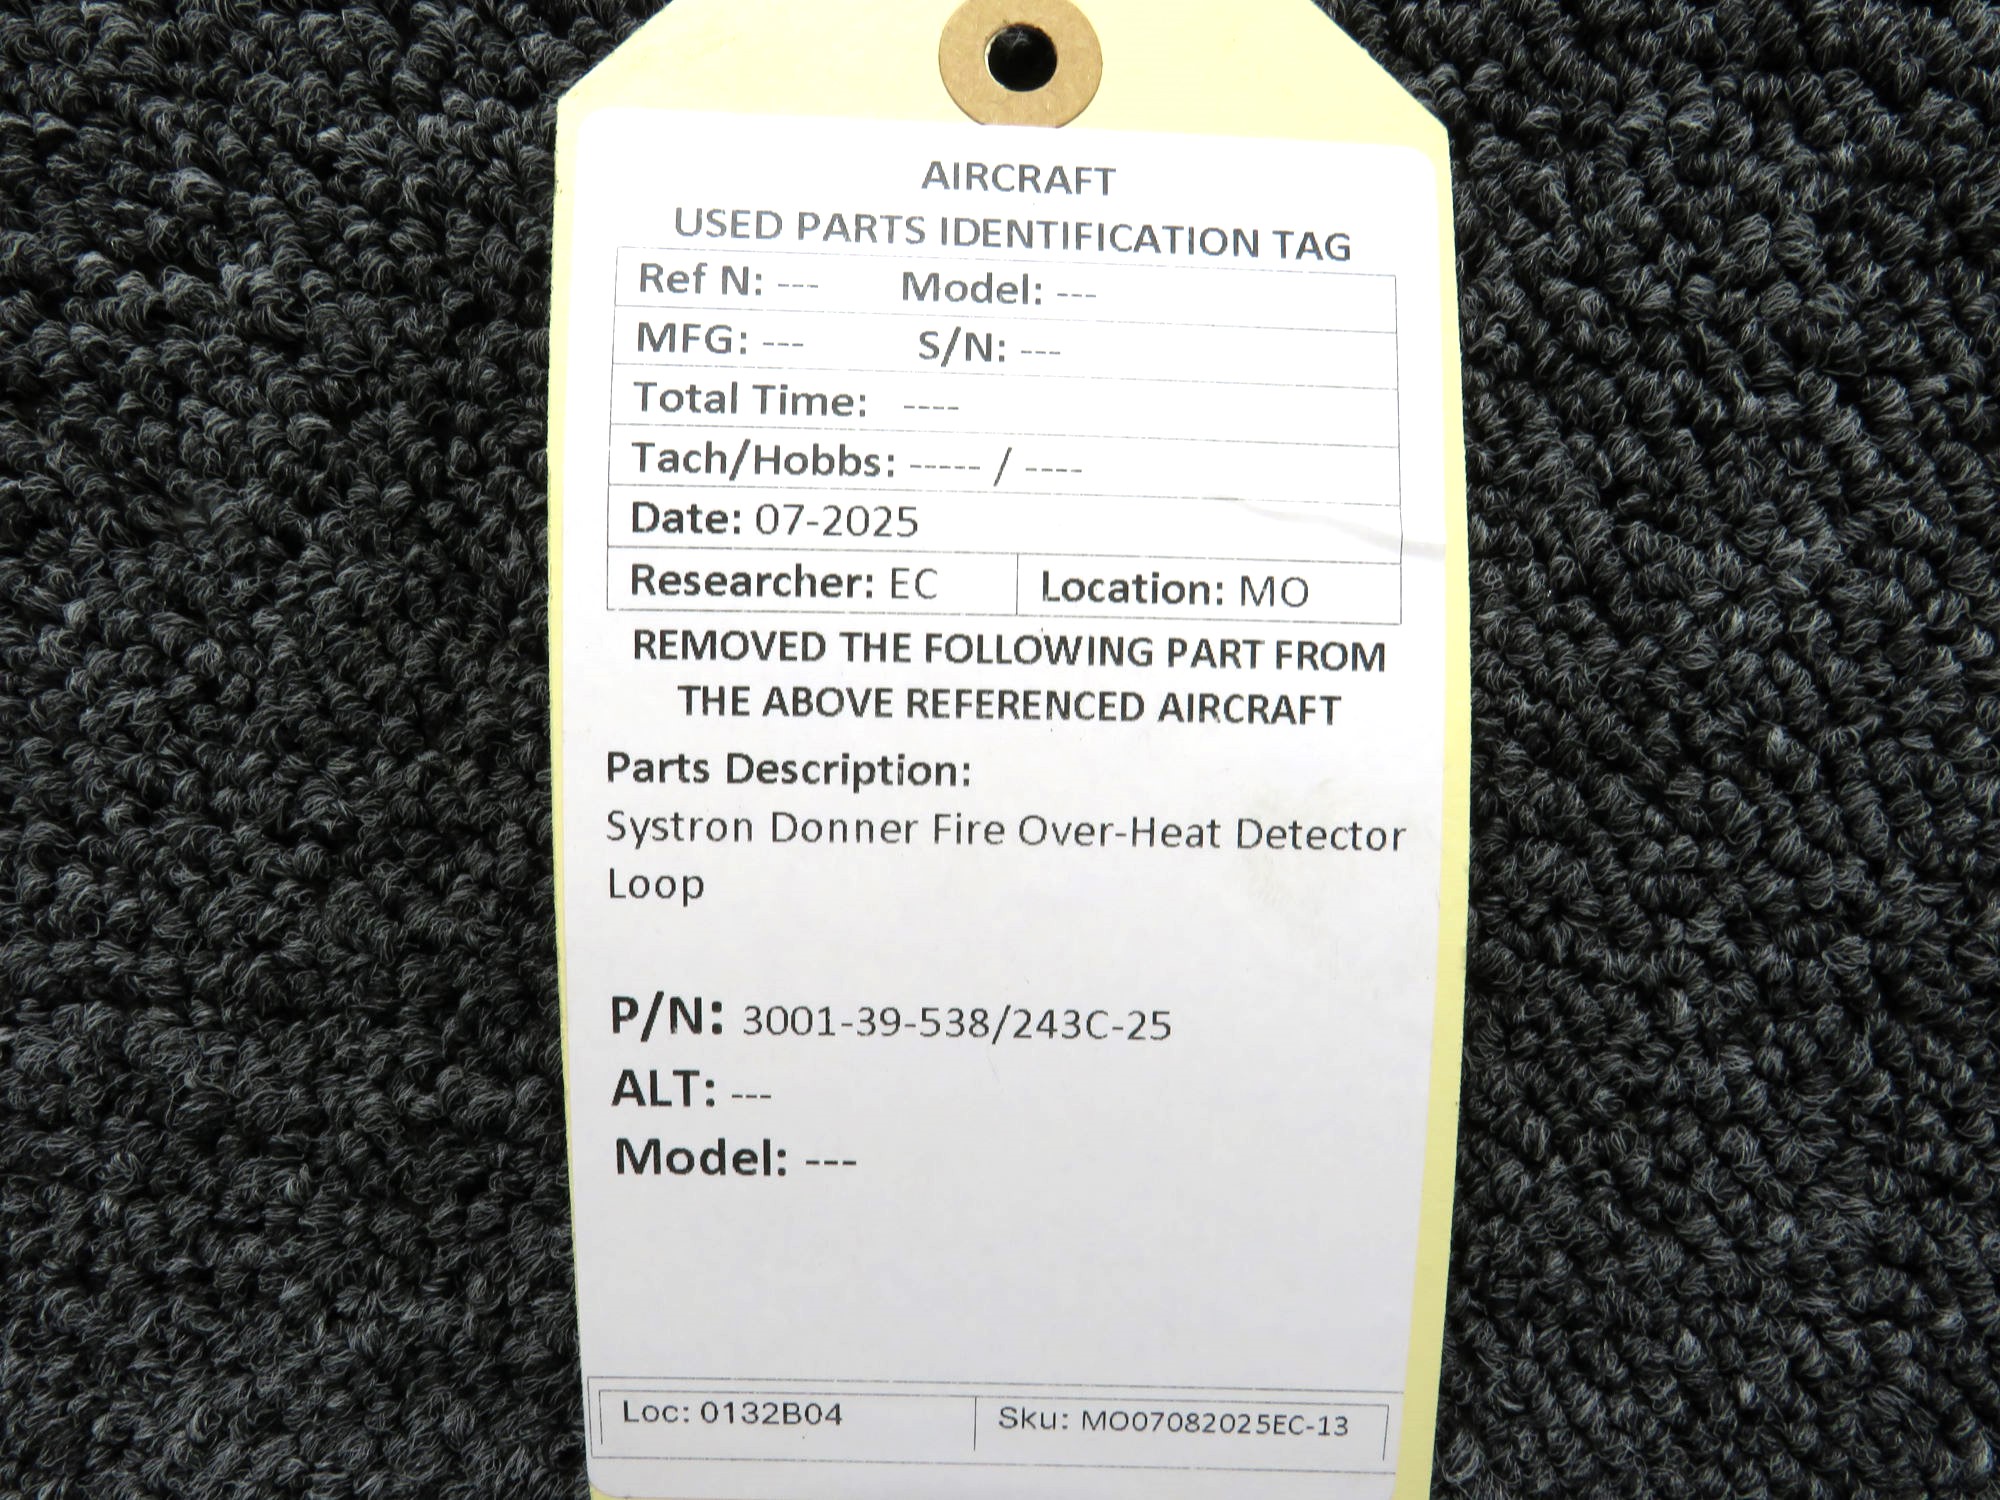 AIRCRAFT
USED PARTS IDENTIFICATION TAG
Ref N: --- Model: ---
MFG: --- S/N: ---
Total Time: ----
Tach/Hobbs: ----- / ----
Date: 07-2025
Researcher: EC Location: MO
REMOVED THE FOLLOWING PART FROM
THE ABOVE REFERENCED AIRCRAFT
Parts Description:
Systron Donner Fire Over-Heat Detector
Loop
P/N: 3001-39-538/243C-25
ALT: ---
Model: ---
Loc: 0132B04 Sku: MO07082025EC-13